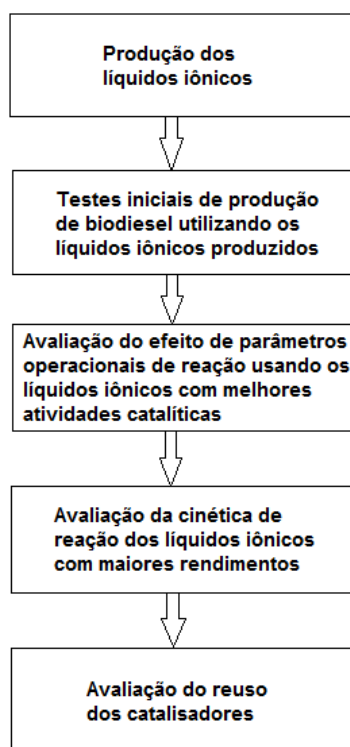 Produção dos
líquidos iônicos
Testes iniciais de produção
de biodiesel utilizando os
líquidos iônicos produzidos
Avaliação do efeito de parâmetros
operacionais de reação usando os
líquidos iônicos com melhores
atividades catalíticas
Avaliação da cinética de
reação dos líquidos iônicos
com maiores rendimentos
Avaliação do reuso
dos catalisadores